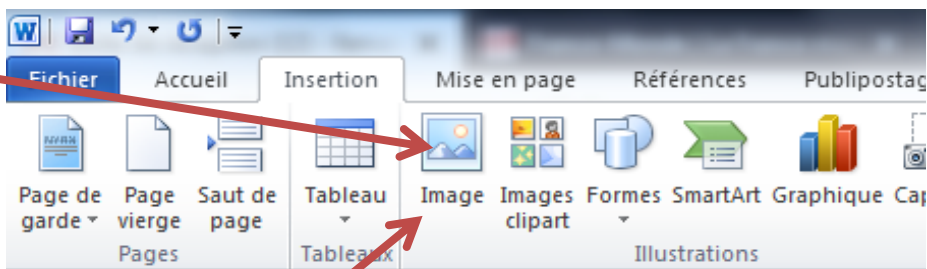 W
Fichier Accueil Insertion Mise en page Références Publipostag
Page de garde Page vierge Saut de page Tableau Image Images clipart Formes SmartArt Graphique Cap
Pages Tableaux Illustrations